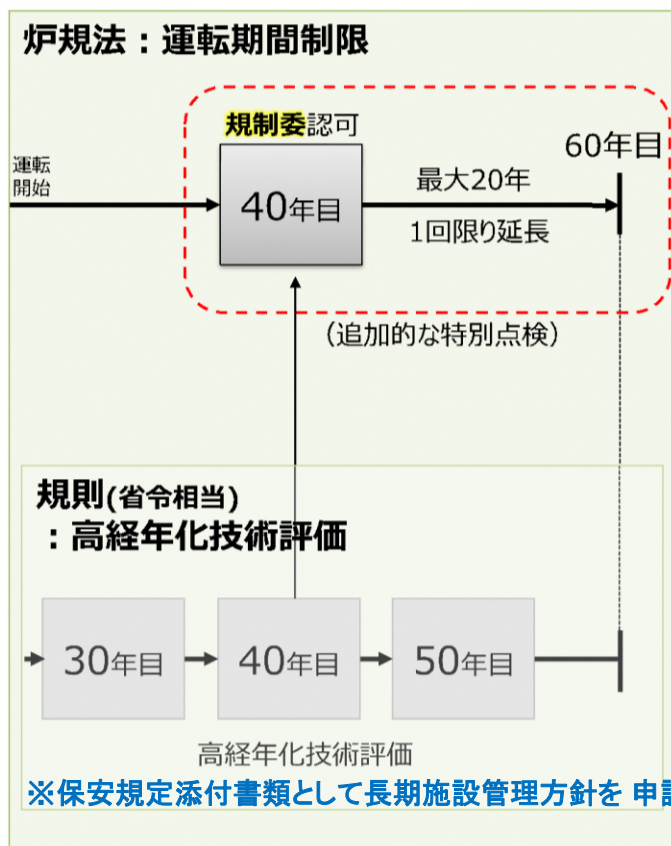 炉規法：運転期間制限
規制委認可
60年目
運転
開始
40年目
最大20年
1回限り延長
（追加的な特別点検）
規則(省令相当)
：高経年化技術評価
30年目
40年目
50年目
高経年化技術評価
※保安規定添付書類として長期施設管理方針を 申